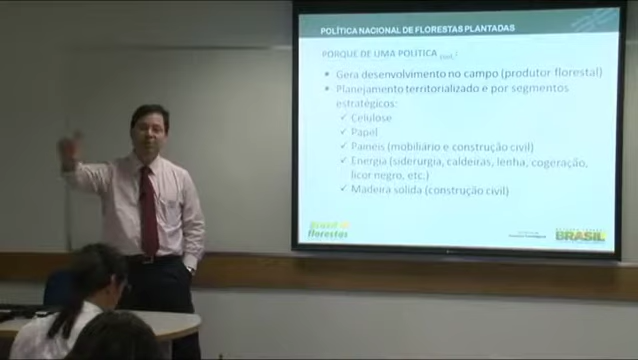 POLÍTICA NACIONAL DE FLORESTAS PLANTADAS
PORQUE DE UMA POLÍTICA
Gera desenvolvimento no campo (produtor florestal)
Planejamento territorializado e por segmentos
estratégicos:
Celulose
Papel
Painéis (mobiliário e construção civil)
Energia (siderurgia, caldeiras, lenha, cogeração,
licor negro, etc.)
Madeira sólida (construção civil)
florestas
BRASIL